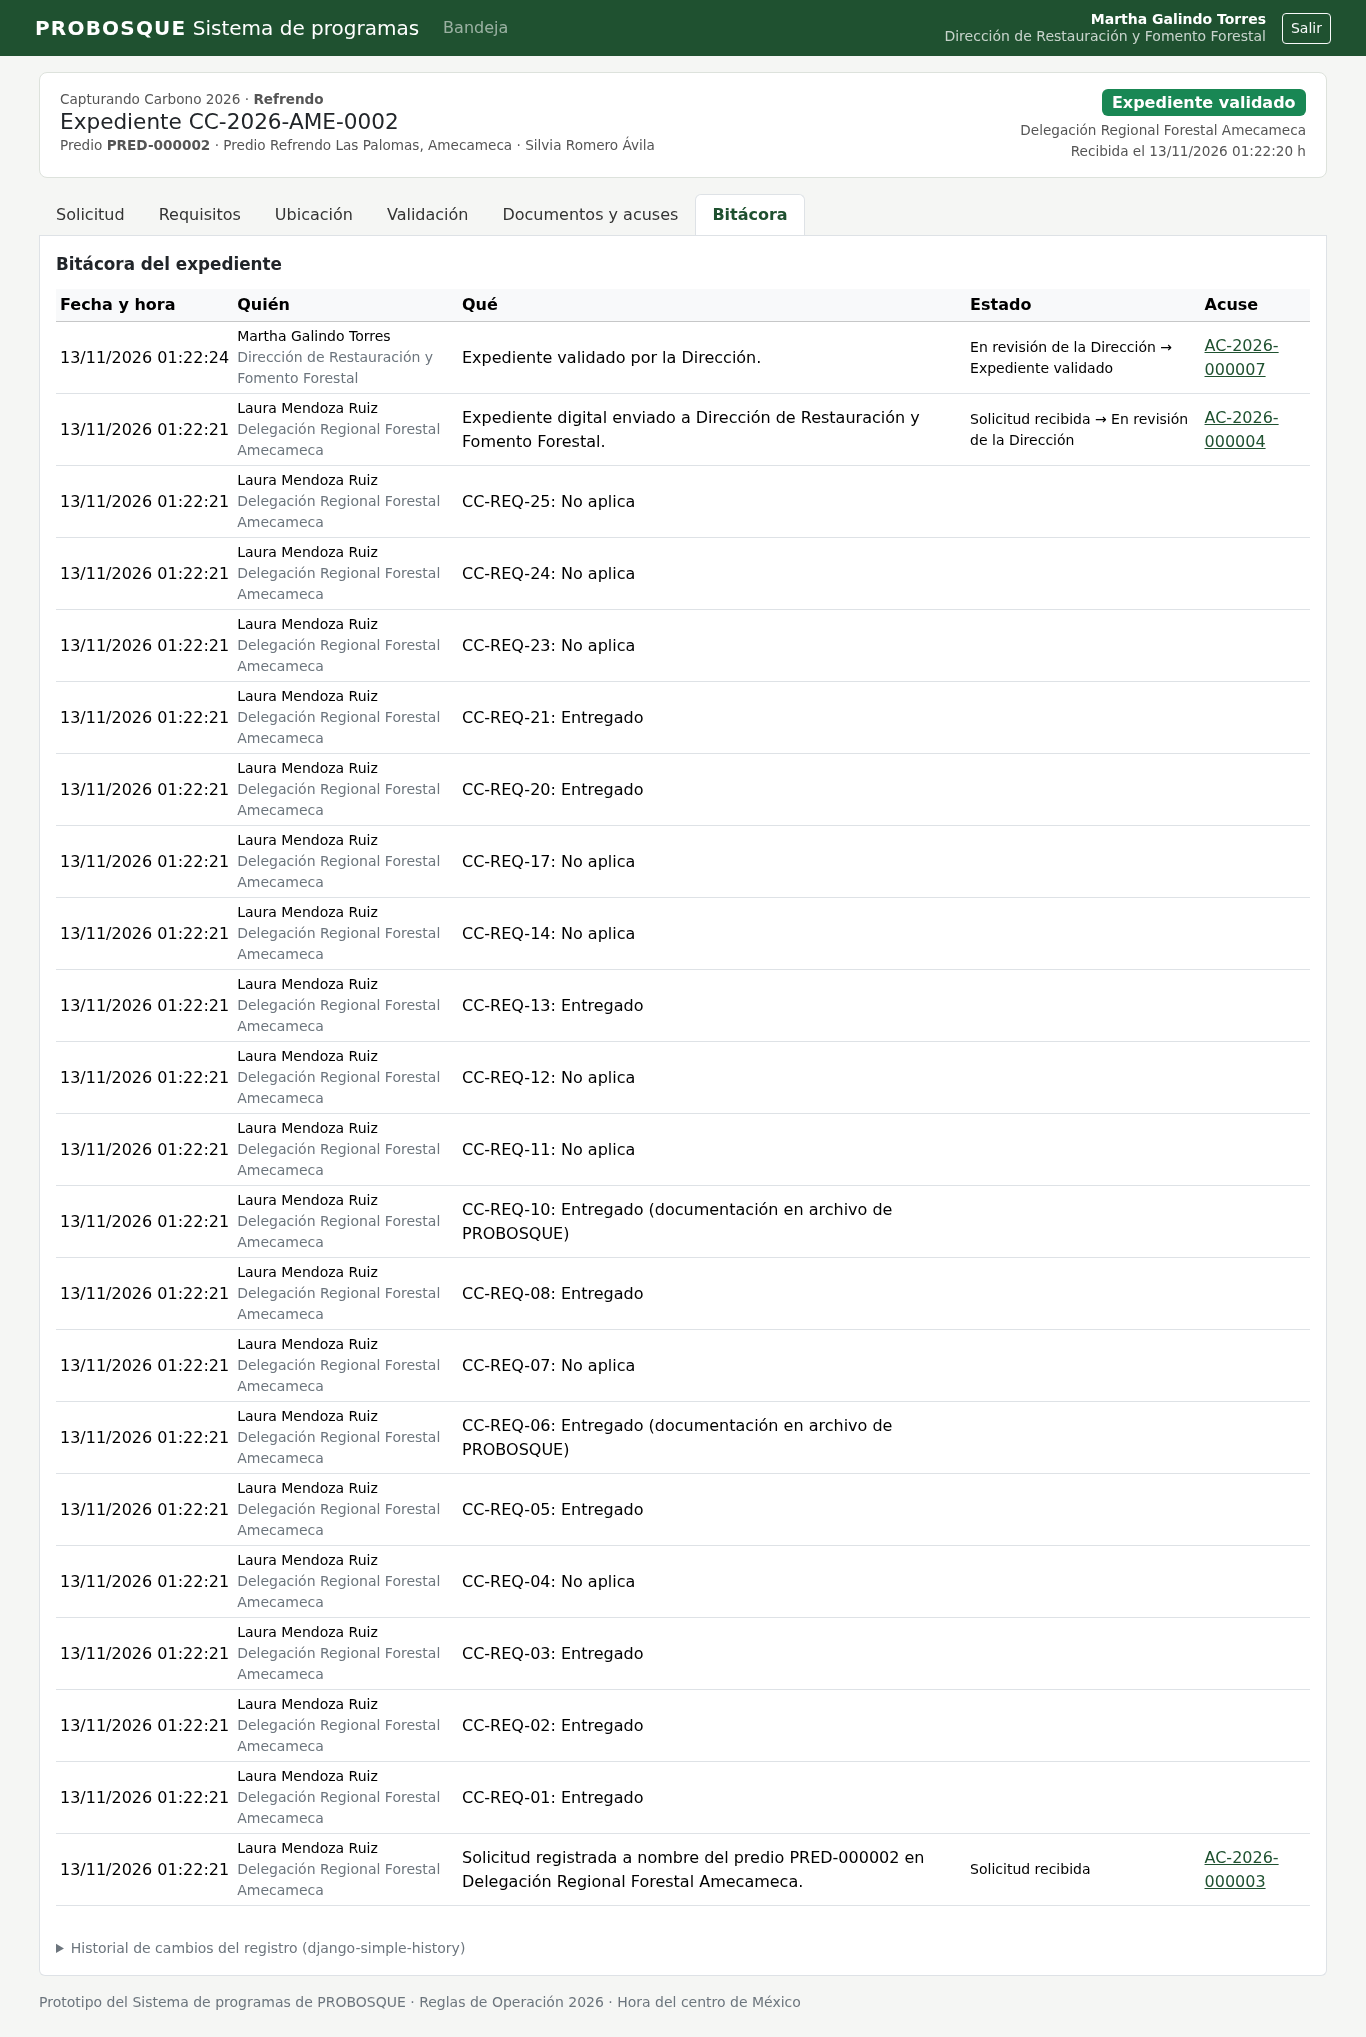 PROBOSQUE Sistema de programas Bandeja
Martha Galindo Torres
Dirección de Restauración y Fomento Forestal
Salir
Capturando Carbono 2026 · Refrendo
Expediente CC-2026-AME-0002
Predio PRED-000002 · Predio Refrendo Las Palomas, Amecameca · Silvia Romero Ávila
Expediente validado
Delegación Regional Forestal Amecameca
Recibida el 13/11/2026 01:22:20 h
Solicitud Requisitos Ubicación Validación Documentos y acuses Bitácora
Bitácora del expediente
Fecha y hora Quién Qué Estado Acuse
13/11/2026 01:22:24
Martha Galindo Torres
Dirección de Restauración y
Fomento Forestal
Expediente validado por la Dirección.
En revisión de la Dirección →
Expediente validado
AC-2026-
000007
13/11/2026 01:22:21
Laura Mendoza Ruiz
Delegación Regional Forestal
Amecameca
Expediente digital enviado a Dirección de Restauración y
Fomento Forestal.
Solicitud recibida → En revisión
de la Dirección
AC-2026-
000004
13/11/2026 01:22:21
Laura Mendoza Ruiz
Delegación Regional Forestal
Amecameca
CC-REQ-25: No aplica
13/11/2026 01:22:21
Laura Mendoza Ruiz
Delegación Regional Forestal
Amecameca
CC-REQ-24: No aplica
13/11/2026 01:22:21
Laura Mendoza Ruiz
Delegación Regional Forestal
Amecameca
CC-REQ-23: No aplica
13/11/2026 01:22:21
Laura Mendoza Ruiz
Delegación Regional Forestal
Amecameca
CC-REQ-21: Entregado
13/11/2026 01:22:21
Laura Mendoza Ruiz
Delegación Regional Forestal
Amecameca
CC-REQ-20: Entregado
13/11/2026 01:22:21
Laura Mendoza Ruiz
Delegación Regional Forestal
Amecameca
CC-REQ-17: No aplica
13/11/2026 01:22:21
Laura Mendoza Ruiz
Delegación Regional Forestal
Amecameca
CC-REQ-14: No aplica
13/11/2026 01:22:21
Laura Mendoza Ruiz
Delegación Regional Forestal
Amecameca
CC-REQ-13: Entregado
13/11/2026 01:22:21
Laura Mendoza Ruiz
Delegación Regional Forestal
Amecameca
CC-REQ-12: No aplica
13/11/2026 01:22:21
Laura Mendoza Ruiz
Delegación Regional Forestal
Amecameca
CC-REQ-11: No aplica
13/11/2026 01:22:21
Laura Mendoza Ruiz
Delegación Regional Forestal
Amecameca
CC-REQ-10: Entregado (documentación en archivo de
PROBOSQUE)
13/11/2026 01:22:21
Laura Mendoza Ruiz
Delegación Regional Forestal
Amecameca
CC-REQ-08: Entregado
13/11/2026 01:22:21
Laura Mendoza Ruiz
Delegación Regional Forestal
Amecameca
CC-REQ-07: No aplica
13/11/2026 01:22:21
Laura Mendoza Ruiz
Delegación Regional Forestal
Amecameca
CC-REQ-06: Entregado (documentación en archivo de
PROBOSQUE)
13/11/2026 01:22:21
Laura Mendoza Ruiz
Delegación Regional Forestal
Amecameca
CC-REQ-05: Entregado
13/11/2026 01:22:21
Laura Mendoza Ruiz
Delegación Regional Forestal
Amecameca
CC-REQ-04: No aplica
13/11/2026 01:22:21
Laura Mendoza Ruiz
Delegación Regional Forestal
Amecameca
CC-REQ-03: Entregado
13/11/2026 01:22:21
Laura Mendoza Ruiz
Delegación Regional Forestal
Amecameca
CC-REQ-02: Entregado
13/11/2026 01:22:21
Laura Mendoza Ruiz
Delegación Regional Forestal
Amecameca
CC-REQ-01: Entregado
13/11/2026 01:22:21
Laura Mendoza Ruiz
Delegación Regional Forestal
Amecameca
Solicitud registrada a nombre del predio PRED-000002 en
Delegación Regional Forestal Amecameca.
Solicitud recibida
AC-2026-
000003
▶ Historial de cambios del registro (django-simple-history)
Prototipo del Sistema de programas de PROBOSQUE · Reglas de Operación 2026 · Hora del centro de México